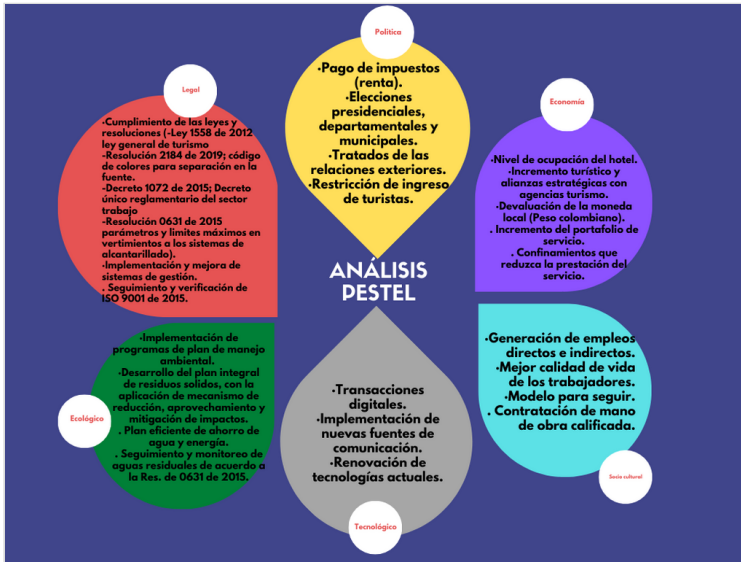 Política
·Pago de impuestos
(renta).
·Elecciones
presidenciales,
departamentales y
municipales.
·Tratados de las
relaciones exteriores.
·Restricción de ingreso
de turistas.
Legal
·Cumplimiento de las leyes y
resoluciones (-Ley 1558 de 2012
ley general de turismo
-Resolución 2184 de 2019; código
de colores para separación en la
fuente.
-Decreto 1072 de 2015; Decreto
único reglamentario del sector
trabajo
-Resolución 0631 de 2015
parámetros y limites máximos en
vertimientos a los sistemas de
alcantarillado).
·Implementación y mejora de
sistemas de gestión.
. Seguimiento y verificación de
ISO 9001 de 2015.
Economía
·Nivel de ocupación del hotel.
·Incremento turístico y
alianzas estratégicas con
agencias turismo.
·Devaluación de la moneda
local (Peso colombiano).
. Incremento del portafolio de
servicio.
. Confinamientos que
reduzca la prestación del
servicio.
ANÁLISIS
PESTEL
Ecológico
·Implementación de
programas de plan de manejo
ambiental.
·Desarrollo del plan integral
de residuos solidos, con la
aplicación de mecanismo de
reducción, aprovechamiento y
mitigación de impactos.
. Plan eficiente de ahorro de
agua y energía.
. Seguimiento y monitoreo de
aguas residuales de acuerdo a
la Res. de 0631 de 2015.
·Transacciones
digitales.
·Implementación de
nuevas fuentes de
comunicación.
·Renovación de
tecnologías actuales.
Tecnológico
·Generación de empleos
directos e indirectos.
·Mejor calidad de vida
de los trabajadores.
·Modelo para seguir.
. Contratación de mano
de obra calificada.
Socio cultural